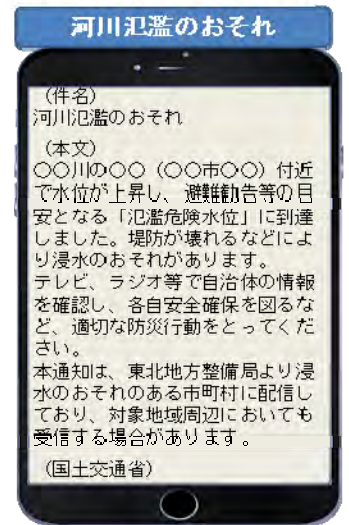 河川氾濫のおそれ
（件名）
河川氾濫のおそれ
（本文）
〇〇川の〇〇（〇〇市〇〇）付近
で水位が上昇し、避難勧告等の目
安となる「氾濫危険水位」に到達
しました。堤防が壊れるなどによ
り浸水のおそれがあります。
テレビ、ラジオ等で自治体の情報
を確認し、各自安全確保を図るな
ど、適切な防災行動をとってくだ
さい。
本通知は、東北地方整備局より浸
水のおそれのある市町村に配信し
ており、対象地域周辺においても
受信する場合があります。
（国土交通省）